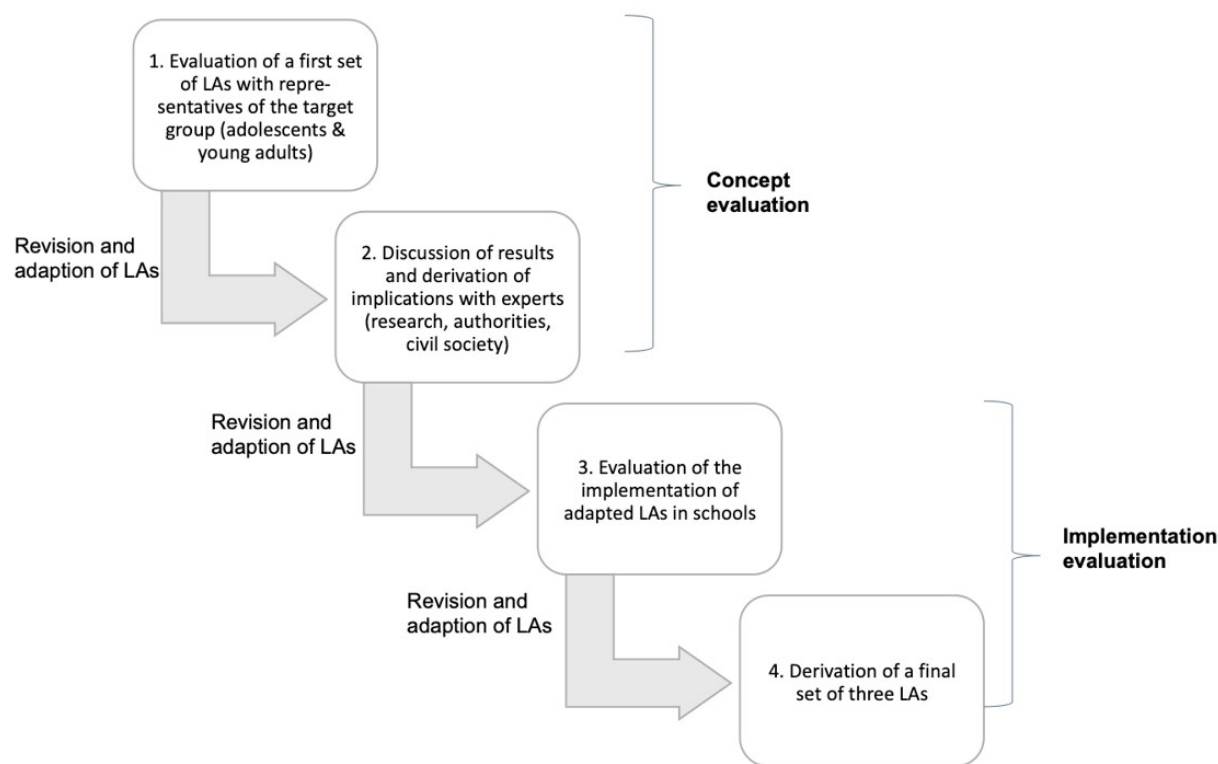 1. Evaluation of a first set
of LAs with repre-
sentatives of the target
group (adolescents &
young adults)
Concept
evaluation
Revision and
adaption of LAs
2. Discussion of results
and derivation of
implications with experts
(research, authorities,
civil society)
Revision and
adaption of LAs
3. Evaluation of the
implementation of
adapted LAs in schools
Implementation
evaluation
Revision and
adaption of LAs
4. Derivation of a final
set of three LAs